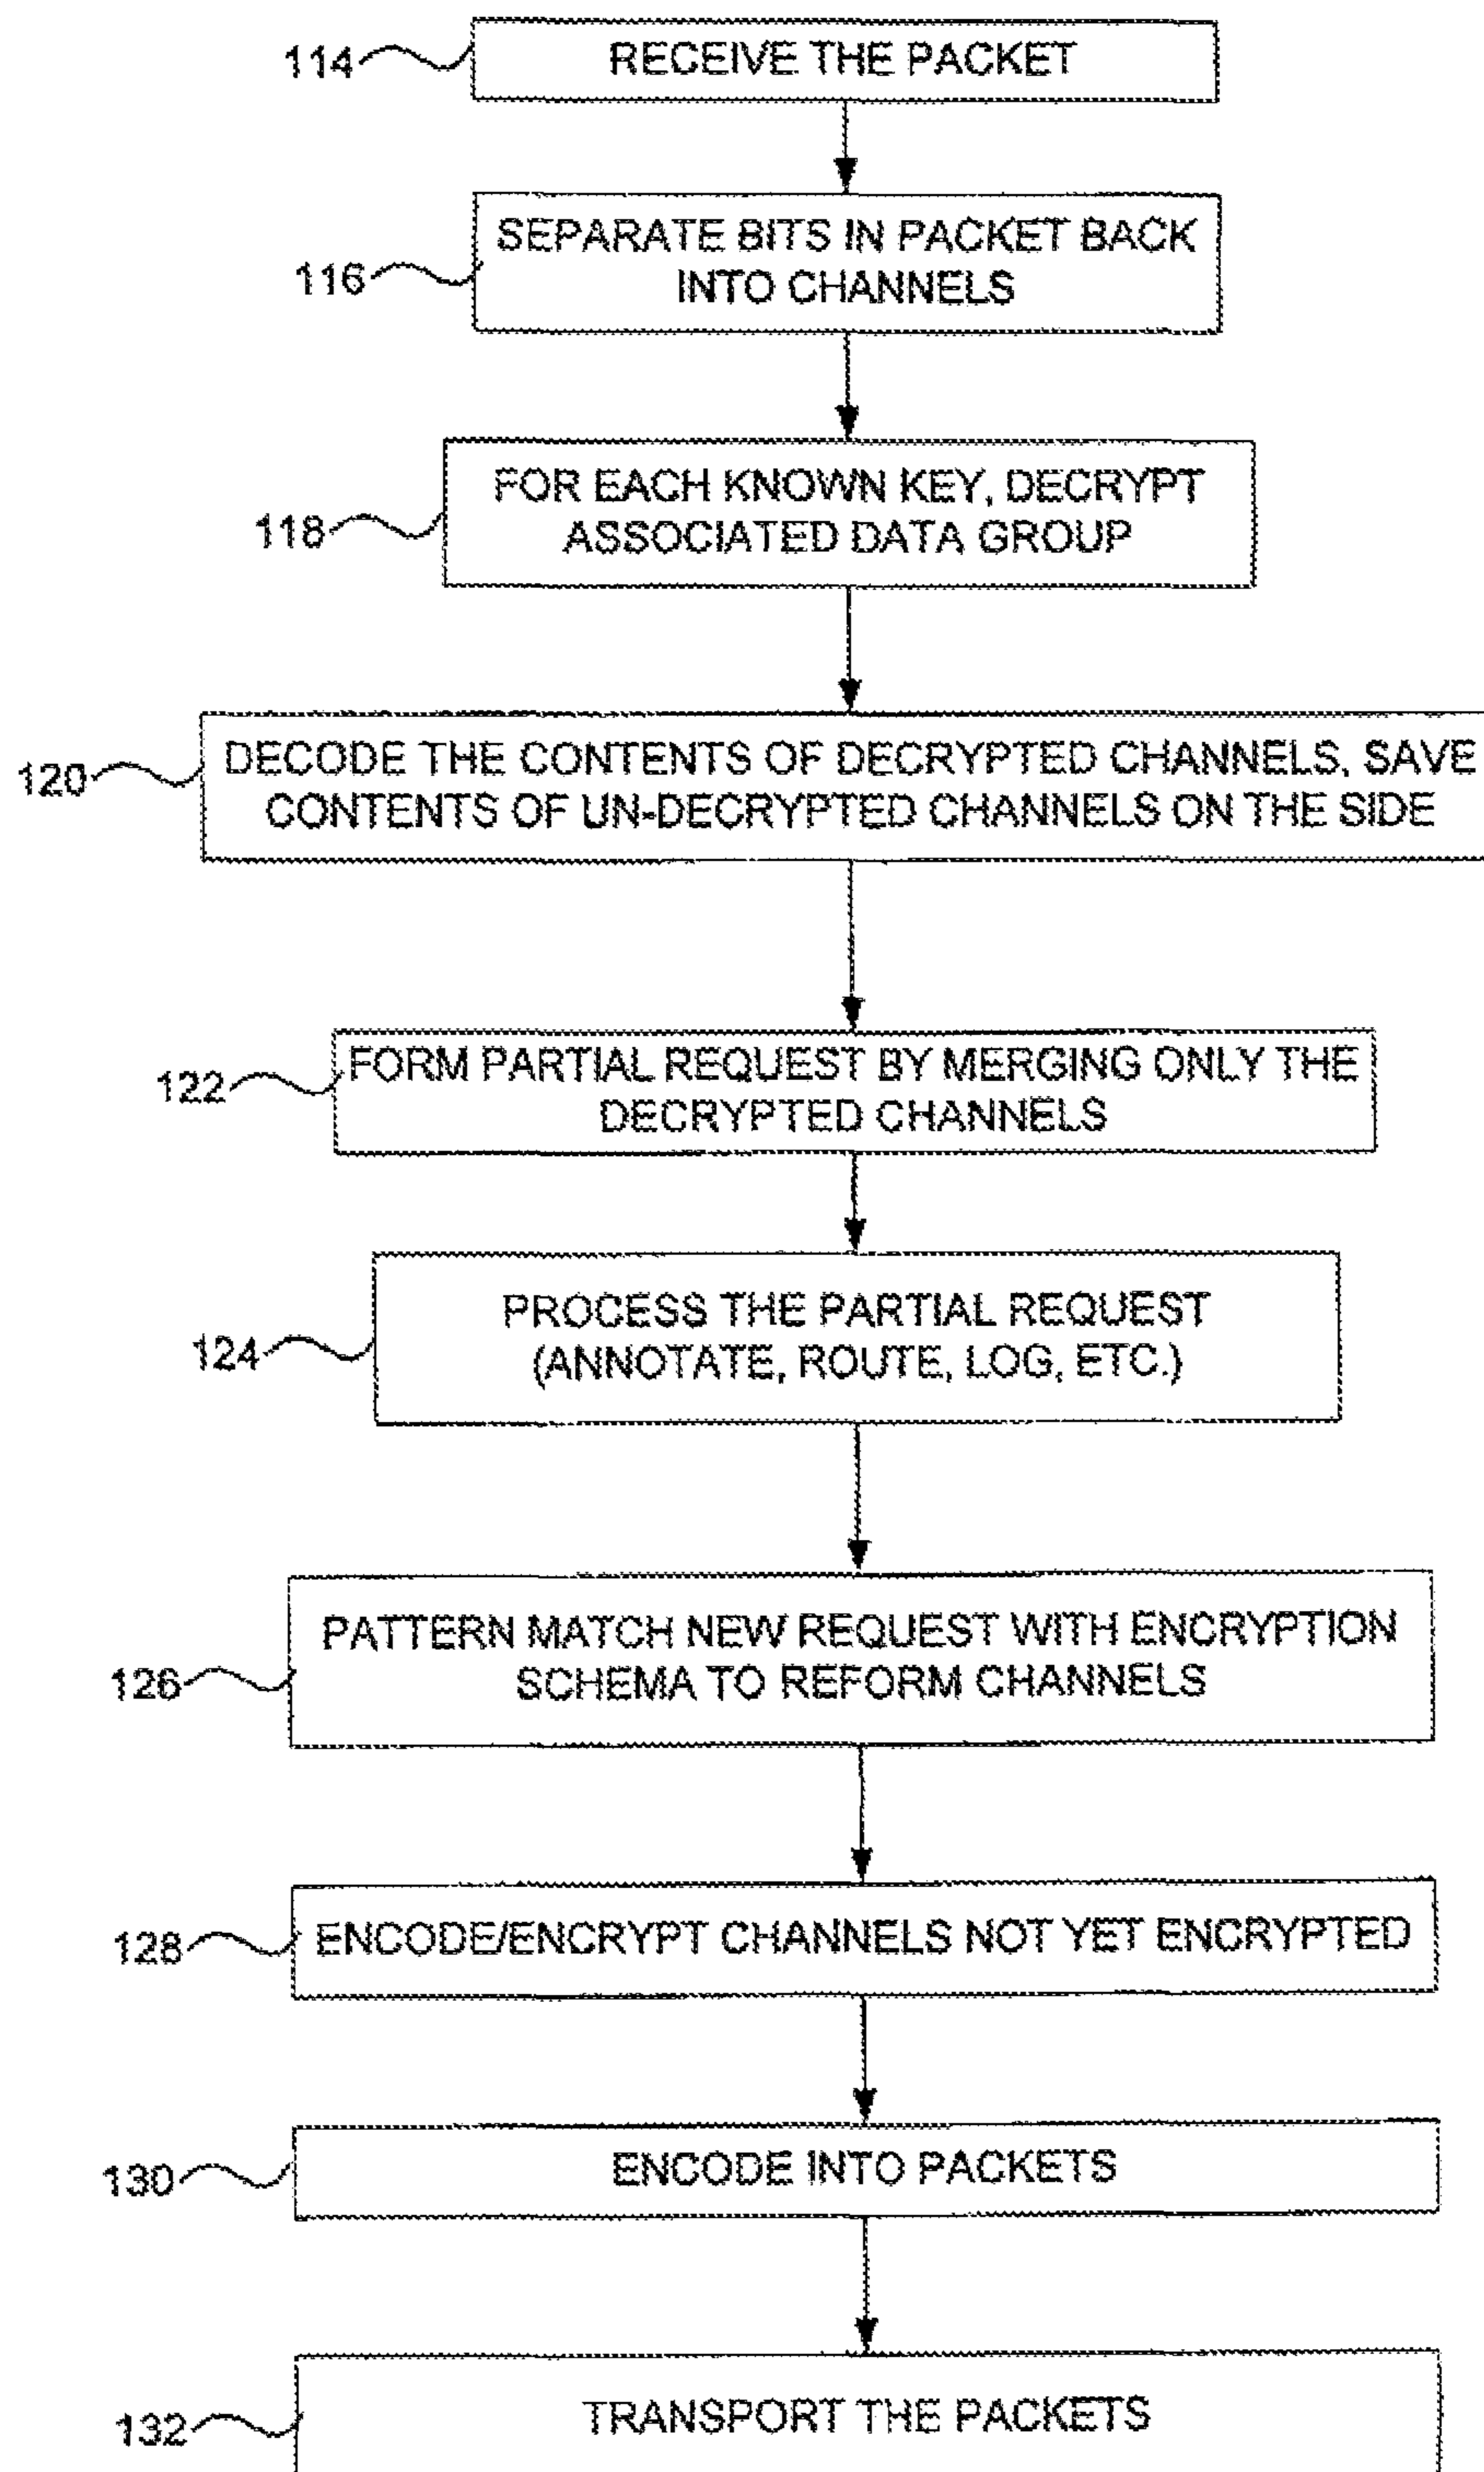 114
RECEIVE THE PACKET
116
SEPARATE BITS IN PACKET BACK
INTO CHANNELS
118
FOR EACH KNOWN KEY, DECRYPT
ASSOCIATED DATA GROUP
120
DECODE THE CONTENTS OF DECRYPTED CHANNELS, SAVE
CONTENTS OF UN-DECRYPTED CHANNELS ON THE SIDE
122
FORM PARTIAL REQUEST BY MERGING ONLY THE
DECRYPTED CHANNELS
124
PROCESS THE PARTIAL REQUEST
(ANNOTATE, ROUTE, LOG, ETC.)
126
PATTERN MATCH NEW REQUEST WITH ENCRYPTION
SCHEMA TO REFORM CHANNELS
128
ENCODE/ENCRYPT CHANNELS NOT YET ENCRYPTED
130
ENCODE INTO PACKETS
132
TRANSPORT THE PACKETS